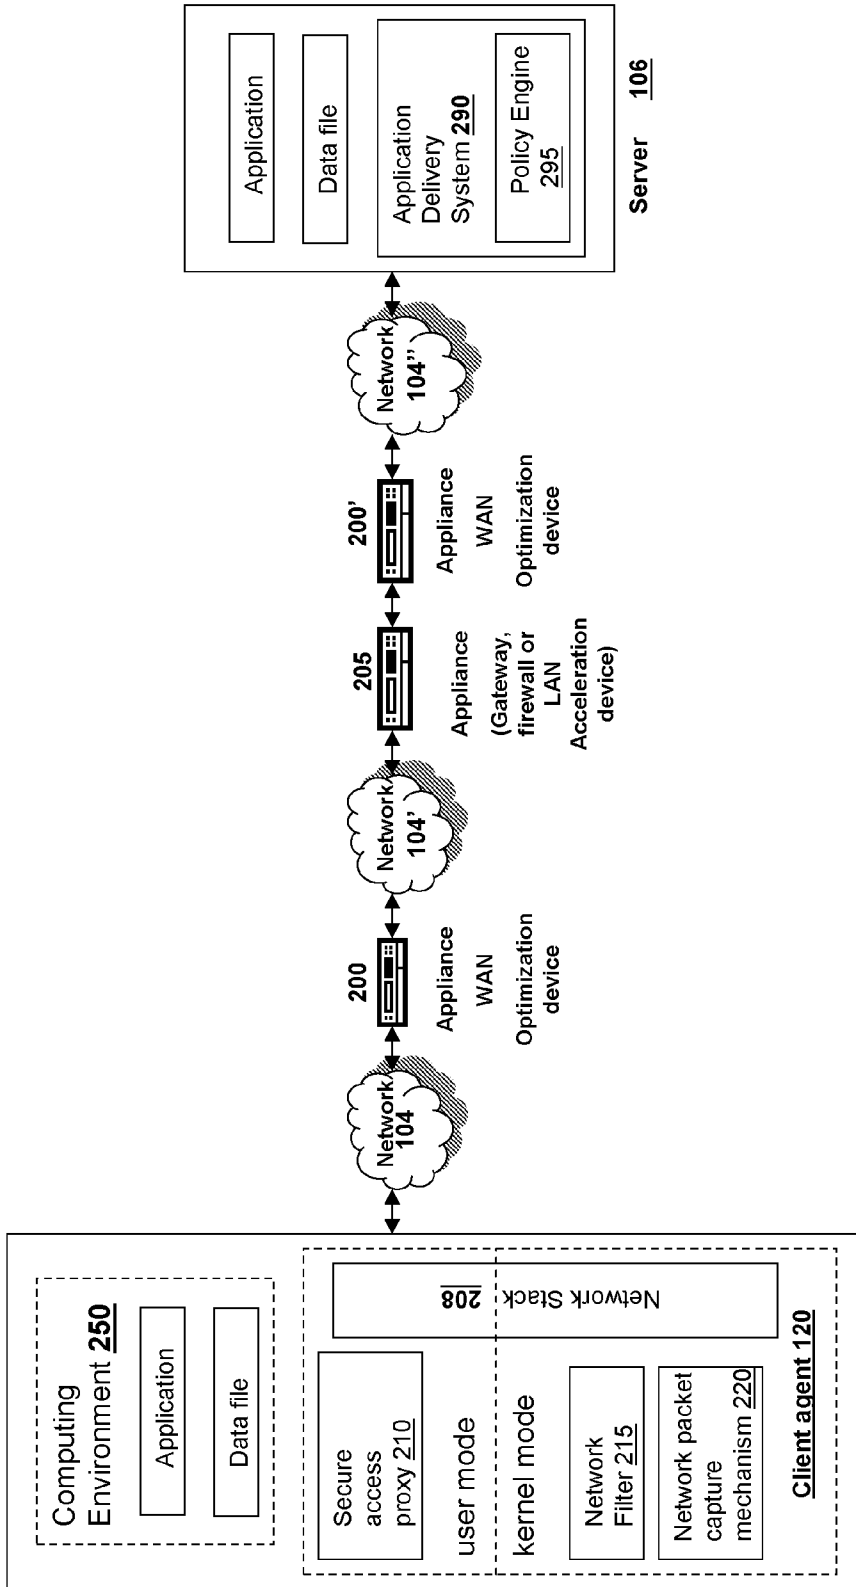 Computing
Environment 250
Application
Data file
Secure
access
proxy 210
user mode
kernel mode
Network
Filter 215
Network packet
capture
mechanism 220
Network Stack 208
Client agent 120
Network
104
200
Appliance
WAN
Optimization
device
Network
104'
205
Appliance
(Gateway,
firewall or
LAN
Acceleration
device)
200'
Appliance
WAN
Optimization
device
Network
104"
Application
Data file
Application
Delivery
System 290
Policy Engine
295
Server 106